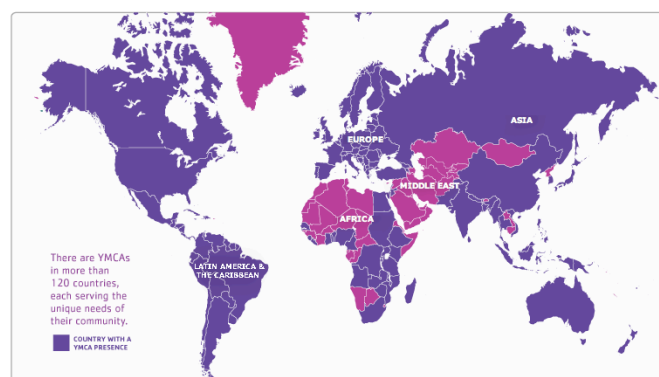 ASIA
EUROPE
MIDDLE EAST
AFRICA
LATIN AMERICA &
THE CARIBBEAN
There are YMCAs
in more than
120 countries,
each serving the
unique needs of
their community.
COUNTRY WITH A
YMCA PRESENCE